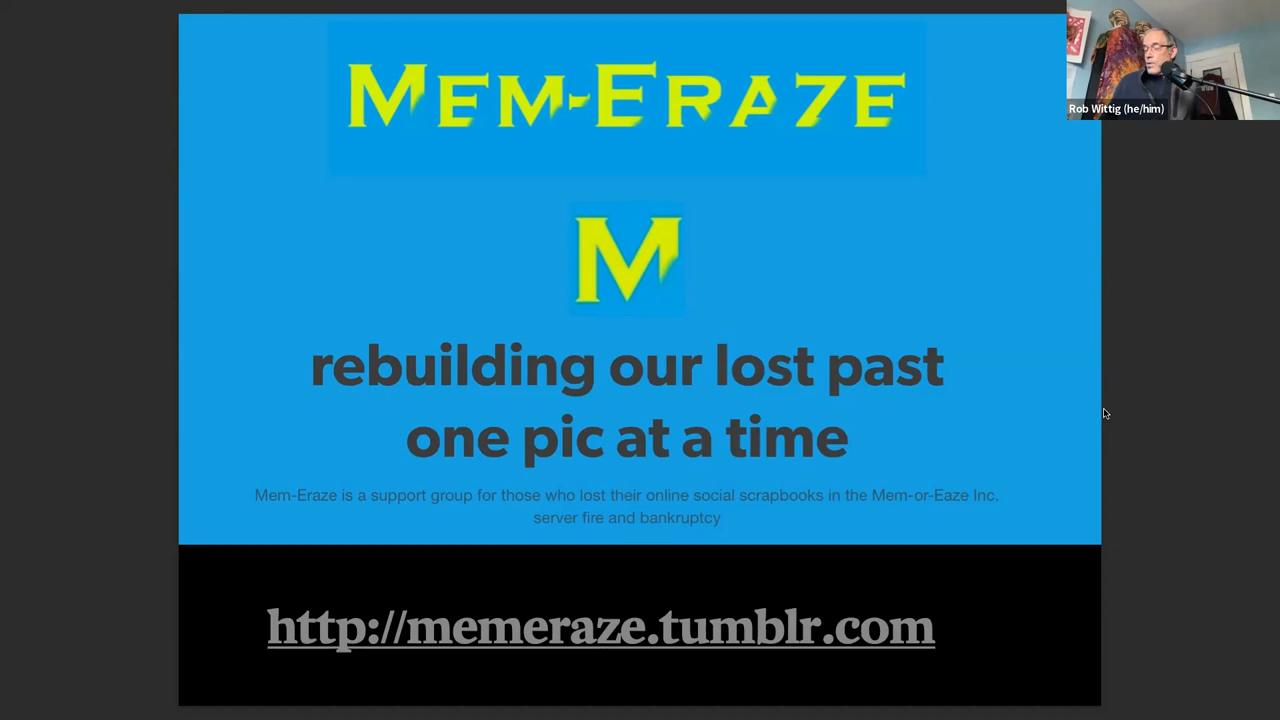 MEM-ERAZE
M
rebuilding our lost past
one pic at a time
Mem-Eraze is a support group for those who lost their online social scrapbooks in the Mem-or-Eaze Inc.
server fire and bankruptcy
http://memeraze.tumblr.com
Rob Wittig (he/him)